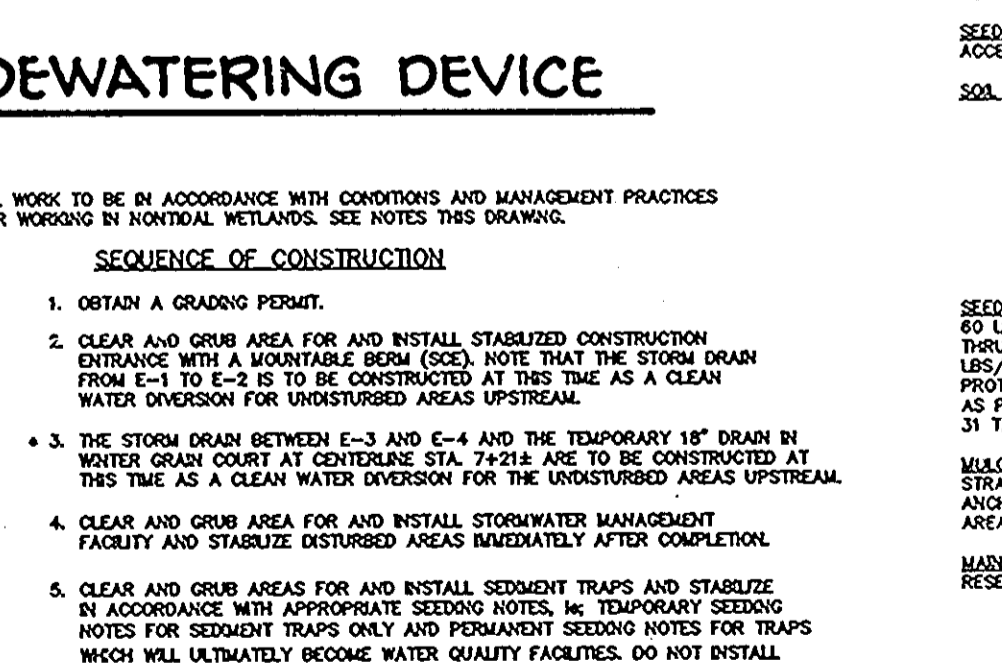 DEWATERING DEVICE
. WORK TO BE IN ACCORDANCE WITH CONDITIONS AND MANAGEMENT PRACTICES
R WORKING IN NONTIDAL WETLANDS. SEE NOTES THIS DRAWING.
SEQUENCE OF CONSTRUCTION
1. OBTAIN A GRADING PERMIT.
2. CLEAR AND GRUB AREA FOR AND INSTALL STABILIZED CONSTRUCTION
ENTRANCE WITH A MOUNTABLE BERM (SCE). NOTE THAT THE STORM DRAIN
FROM E-1 TO E-2 IS TO BE CONSTRUCTED AT THIS TIME AS A CLEAN
WATER DIVERSION FOR UNDISTURBED AREAS UPSTREAM.
• 3. THE STORM DRAIN BETWEEN E-3 AND E-4 AND THE TEMPORARY 18" DRAIN IN
WINTER GRAIN COURT AT CENTERLINE STA. 7+21± ARE TO BE CONSTRUCTED AT
THIS TIME AS A CLEAN WATER DIVERSION FOR THE UNDISTURBED AREAS UPSTREAM.
4. CLEAR AND GRUB AREA FOR AND INSTALL STORMWATER MANAGEMENT
FACILITY AND STABILIZE DISTURBED AREAS IMMEDIATELY AFTER COMPLETION.
5. CLEAR AND GRUB AREAS FOR AND INSTALL SEDIMENT TRAPS AND STABILIZE
IN ACCORDANCE WITH APPROPRIATE SEEDING NOTES, ie; TEMPORARY SEEDING
NOTES FOR SEDIMENT TRAPS ONLY AND PERMANENT SEEDING NOTES FOR TRAPS
WHICH WILL ULTIMATELY BECOME WATER QUALITY FACILITIES. DO NOT INSTALL
SEED
ACCE
SOIL
SEED
60 L
THRU
LBS/
PROT
AS P
31 T
MULC
STRA
ANCH
AREA
MAIN
RESE